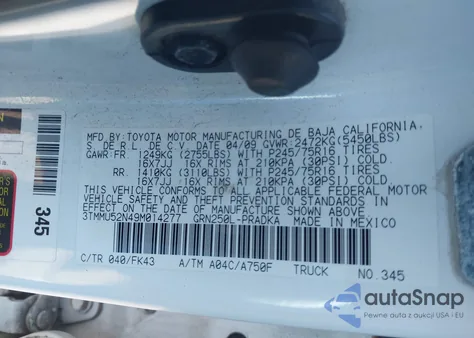 MFD.BY:TOYOTA MOTOR MANUFACTURING DE BAJA CALIFORNIA,
S. DE R.L. DE C.V. DATE 04/09 GVWR-2472KG(5450LBS)
GAWR-FR: 1249KG (2755LBS) WITH P245/75R16 TIRES,
16X7JJ 16X RIMS AT 210KPA (30PSI) COLD.
RR: 1410KG (3110LBS) WITH P245/75R16 TIRES,
16X7JJ 16X RIMS AT 210KPA (30PSI) COLD.
THIS VEHICLE CONFORMS TO ALL APPLICABLE FEDERAL MOTOR
VEHICLE SAFETY AND THEFT PREVENTION STANDARDS IN
EFFECT ON THE DATE OF MANUFACTURE SHOWN ABOVE.
3TMMU52N49M014277 GRN250L-PRADKA MADE IN MEXICO
C/TR 040/FK43 A/TM A04C/A750F TRUCK NO.345
345
autoSnap
Pewne auta z ubezpieczalni USA i EU